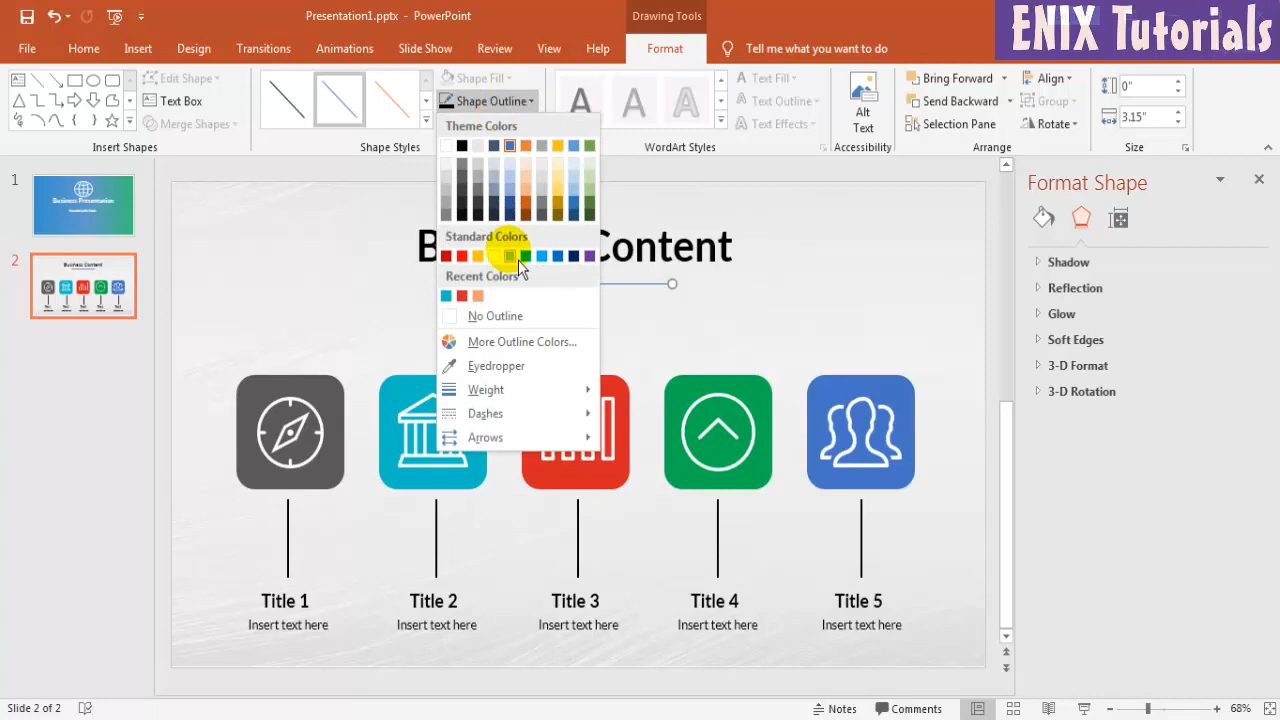 Presentation1.pptx - PowerPoint
Drawing Tools
ENIX Tutorials
File Home Insert Design Transitions Animations Slide Show Review View Help Format Tell me what you want to do
Edit Shape
Text Box
Merge Shapes
Insert Shapes
Shape Fill
Shape Outline
Shape Styles
A A A
Text Fill
Text Outline
Text Effects
WordArt Styles
Alt
Text
Accessibility
Bring Forward
Send Backward
Selection Pane
Align
Group
Rotate
Arrange
0"
3.15"
Size
Theme Colors
Standard Colors
Recent Colors
No Outline
More Outline Colors...
Eyedropper
Weight
Dashes
Arrows
1
Business Presentation
2
Business Content
B Content
Title 1
Insert text here
Title 2
Insert text here
Title 3
Insert text here
Title 4
Insert text here
Title 5
Insert text here
Format Shape
Shadow
Reflection
Glow
Soft Edges
3-D Format
3-D Rotation
Slide 2 of 2
Notes
Comments
68%